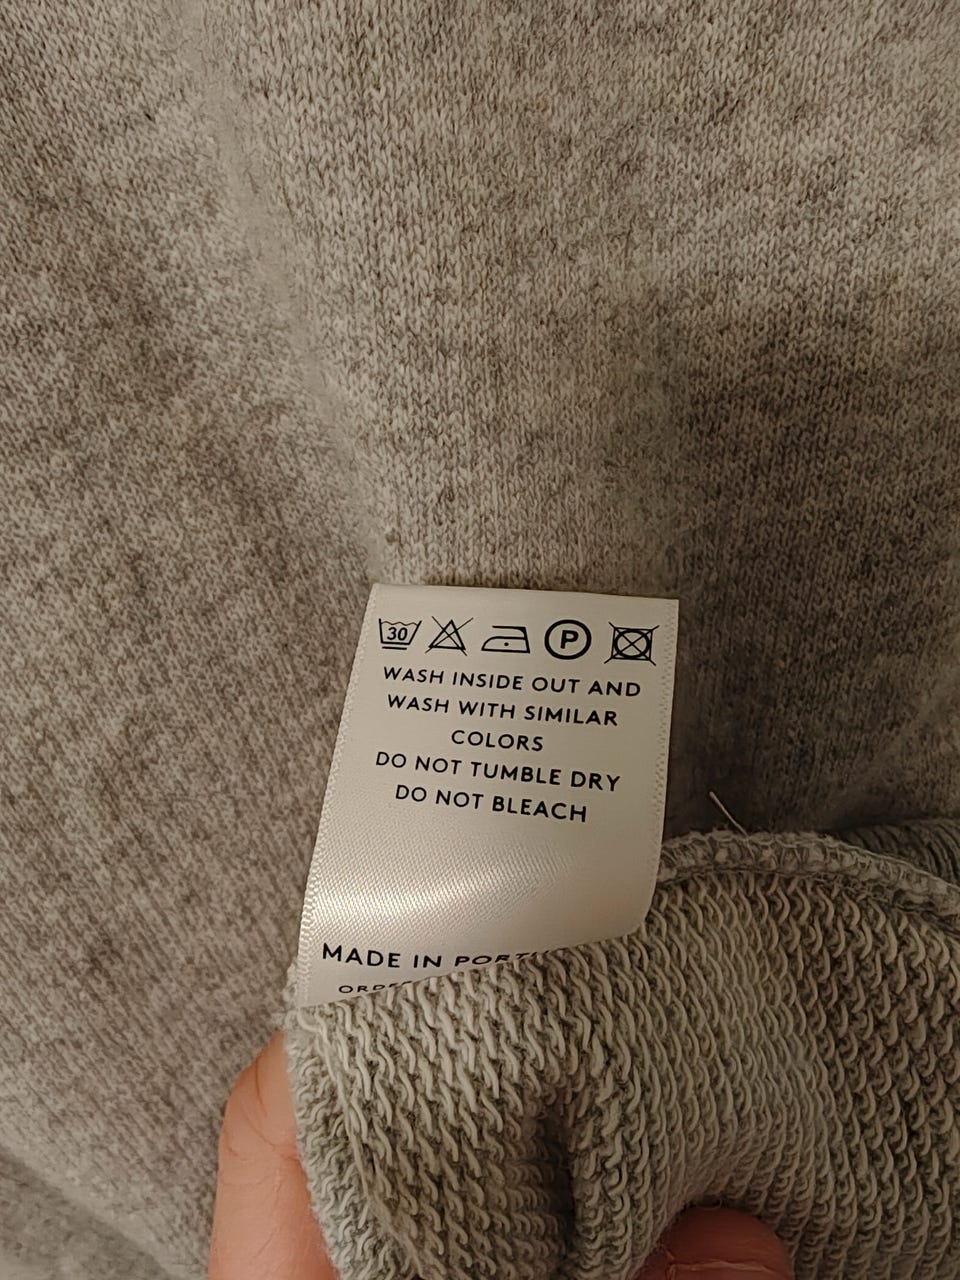 30 P
WASH INSIDE OUT AND
WASH WITH SIMILAR
COLORS
DO NOT TUMBLE DRY
DO NOT BLEACH
MADE IN